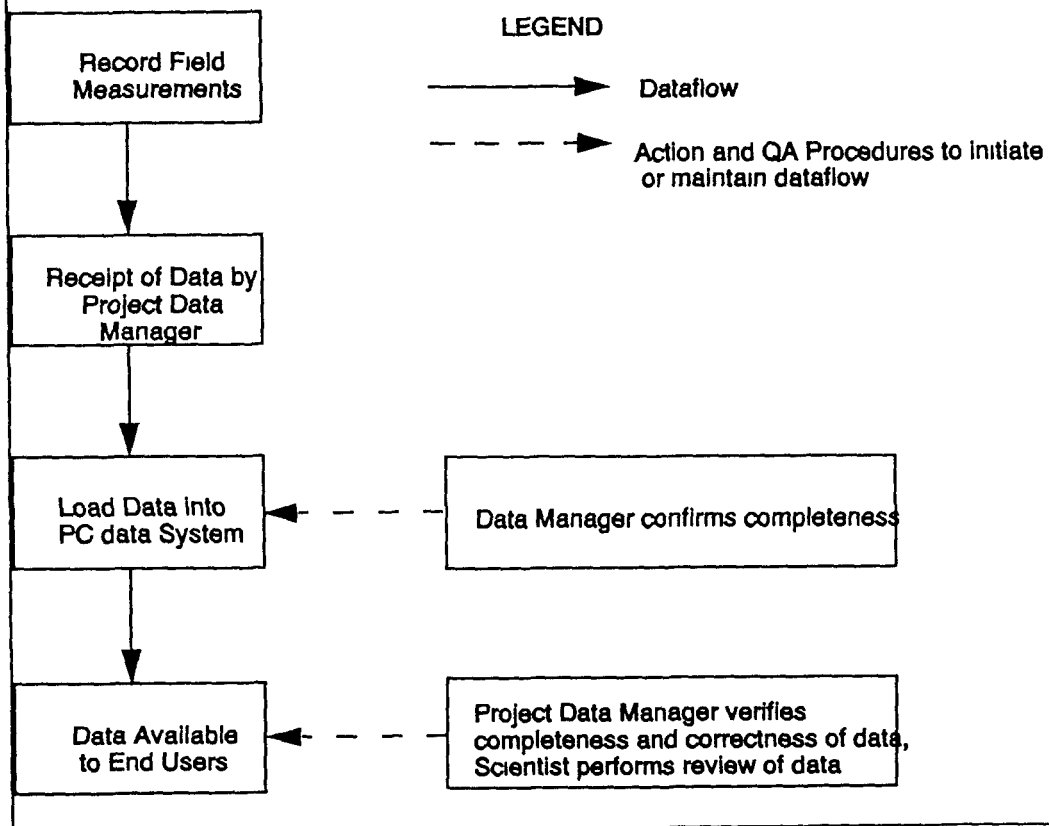 LEGEND
Record Field
Measurements
Dataflow
Action and QA Procedures to initiate
or maintain dataflow
Receipt of Data by
Project Data
Manager
Load Data into
PC data System
Data Manager confirms completeness
Data Available
to End Users
Project Data Manager verifies
completeness and correctness of data,
Scientist performs review of data